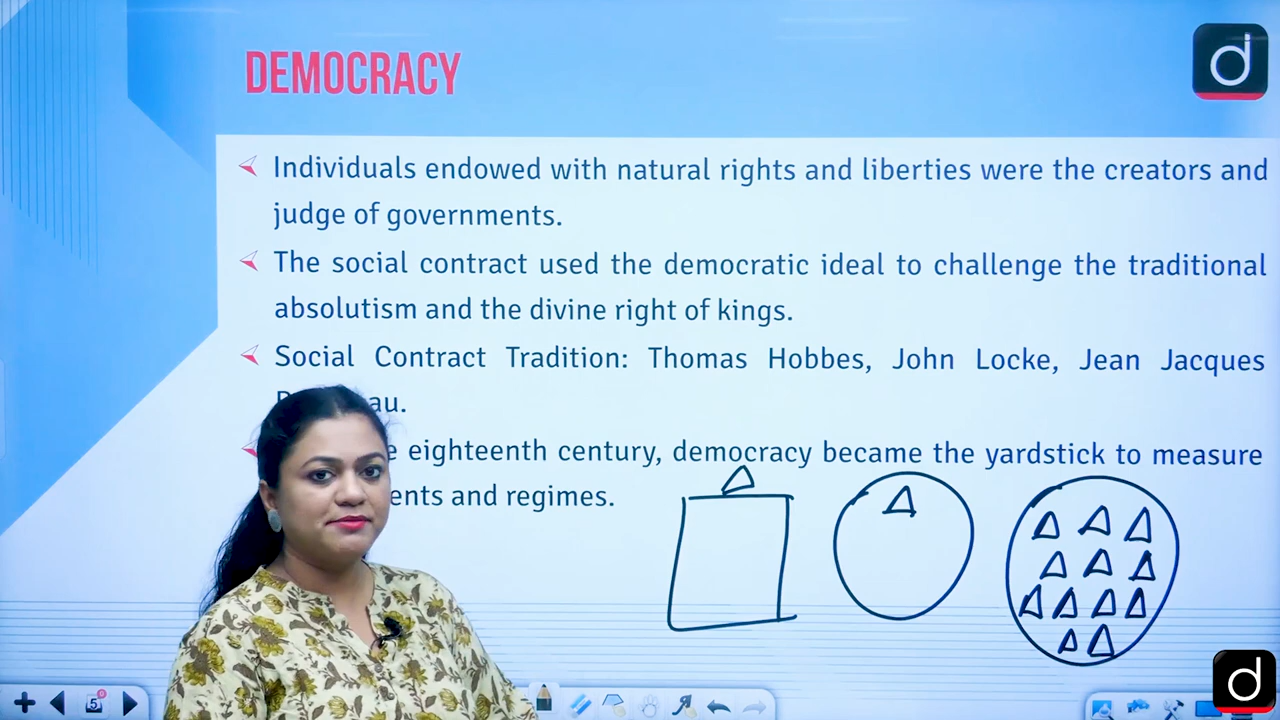 DEMOCRACY
d
Individuals endowed with natural rights and liberties were the creators and
judge of governments.
The social contract used the democratic ideal to challenge the traditional
absolutism and the divine right of kings.
Social Contract Tradition: Thomas Hobbes, John Locke, Jean Jacques
eighteenth century, democracy became the yardstick to measure
and regimes.
5
d